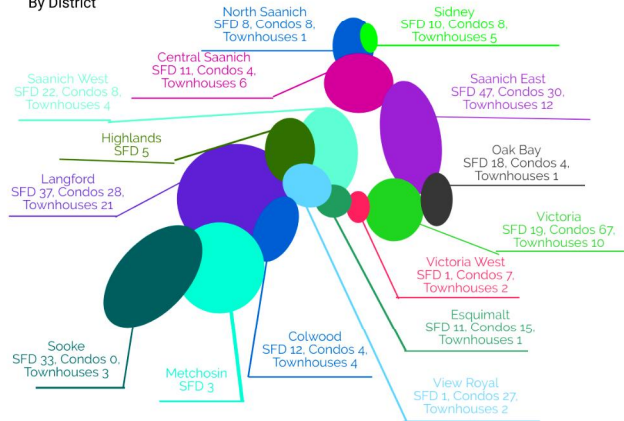 By District
North Saanich
SFD 8, Condos 8,
Townhouses 1
Sidney
SFD 10, Condos 8,
Townhouses 5
Central Saanich
SFD 11, Condos 4,
Townhouses 6
Saanich West
SFD 22, Condos 8,
Townhouses 4
Saanich East
SFD 47, Condos 30,
Townhouses 12
Highlands
SFD 5
Oak Bay
SFD 18, Condos 4,
Townhouses 1
Langford
SFD 37, Condos 28,
Townhouses 21
Victoria
SFD 19, Condos 67,
Townhouses 10
Victoria West
SFD 1, Condos 7,
Townhouses 2
Esquimalt
SFD 11, Condos 15,
Townhouses 1
Sooke
SFD 33, Condos 0,
Townhouses 3
Metchosin
SFD 3
Colwood
SFD 12, Condos 4,
Townhouses 4
View Royal
SFD 1, Condos 27,
Townhouses 2